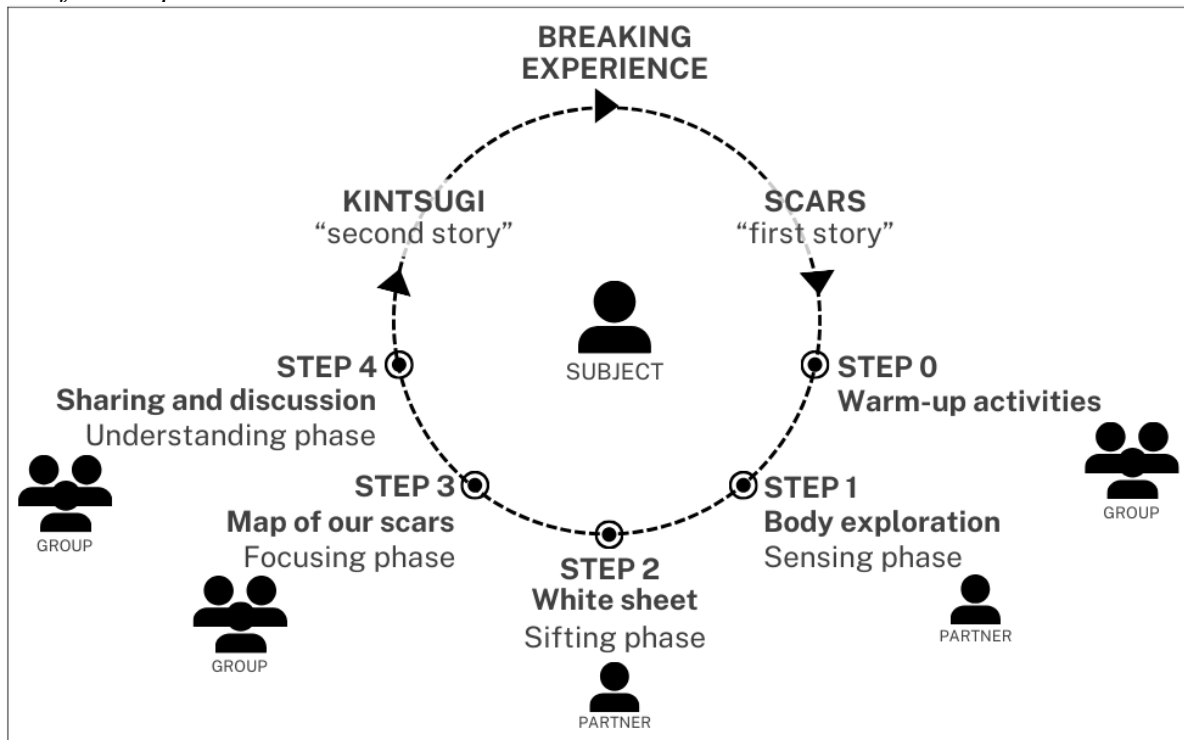 BREAKING
EXPERIENCE
KINTSUGI
“second story”
SCARS
“first story”
SUBJECT
STEP 4
Sharing and discussion
Understanding phase
GROUP
STEP 0
Warm-up activities
GROUP
STEP 3
Map of our scars
Focusing phase
GROUP
STEP 1
Body exploration
Sensing phase
PARTNER
STEP 2
White sheet
Sifting phase
PARTNER